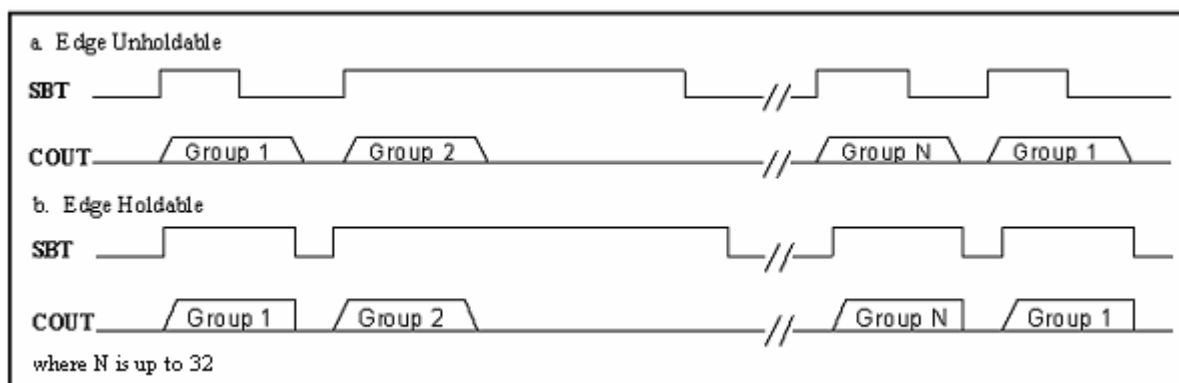 a. Edge Unholdable
SBT
//
COUT Group 1 Group 2 // Group N Group 1
b. Edge Holdable
SBT
//
COUT Group 1 Group 2 // Group N Group 1
where N is up to 32